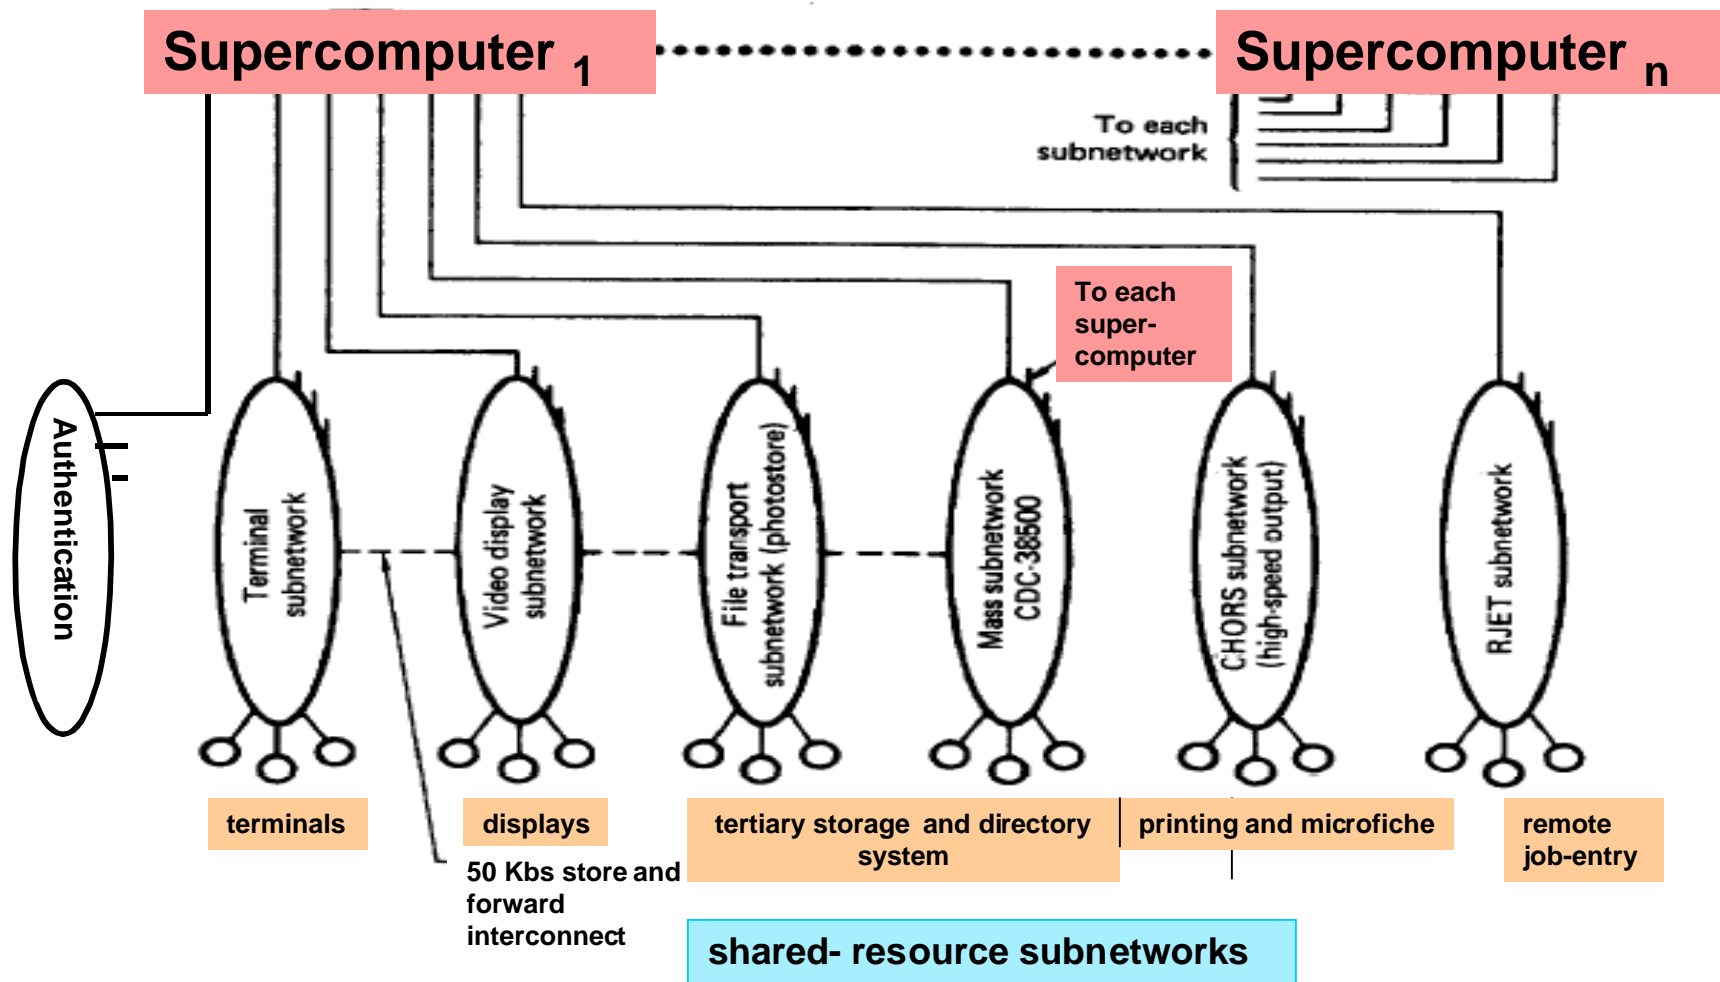 Supercomputer 1
Supercomputer n
To each
subnetwork
To each
super-
computer
Authentication
Terminal
subnetwork
Video display
subnetwork
File transport
subnetwork (photostore)
Mass subnetwork
CDC-38500
CHORS subnetwork
(high-speed output)
RJET subnetwork
terminals
displays
tertiary storage and directory
system
printing and microfiche
remote
job-entry
50 Kbs store and
forward
interconnect
shared- resource subnetworks